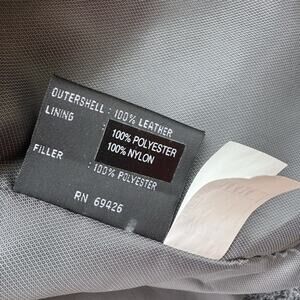 OUTERSHELL : 100% LEATHER
LINING : 100% POLYESTER
100% NYLON
FILLER : 100% POLYESTER
RN 69426